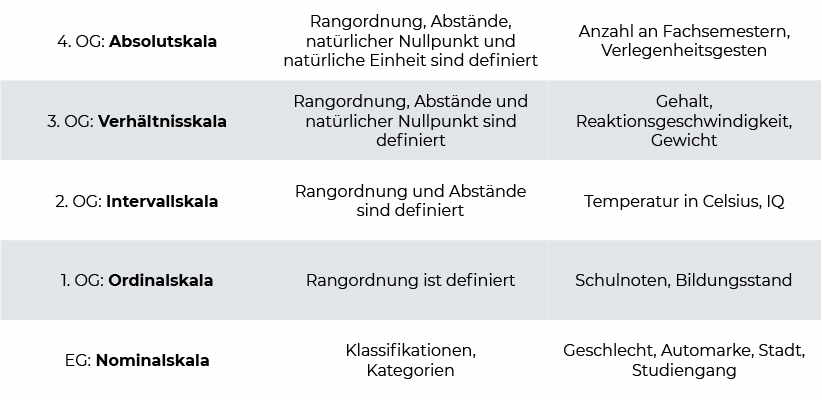 4. OG: Absolutskala
Rangordnung, Abstände,
natürlicher Nullpunkt und
natürliche Einheit sind definiert
Anzahl an Fachsemestern,
Verlegenheitsgesten
3. OG: Verhältnisskala
Rangordnung, Abstände und
natürlicher Nullpunkt sind
definiert
Gehalt,
Reaktionsgeschwindigkeit,
Gewicht
2. OG: Intervallskala
Rangordnung und Abstände
sind definiert
Temperatur in Celsius, IQ
1. OG: Ordinalskala
Rangordnung ist definiert
Schulnoten, Bildungsstand
EG: Nominalskala
Klassifikationen,
Kategorien
Geschlecht, Automarke, Stadt,
Studiengang